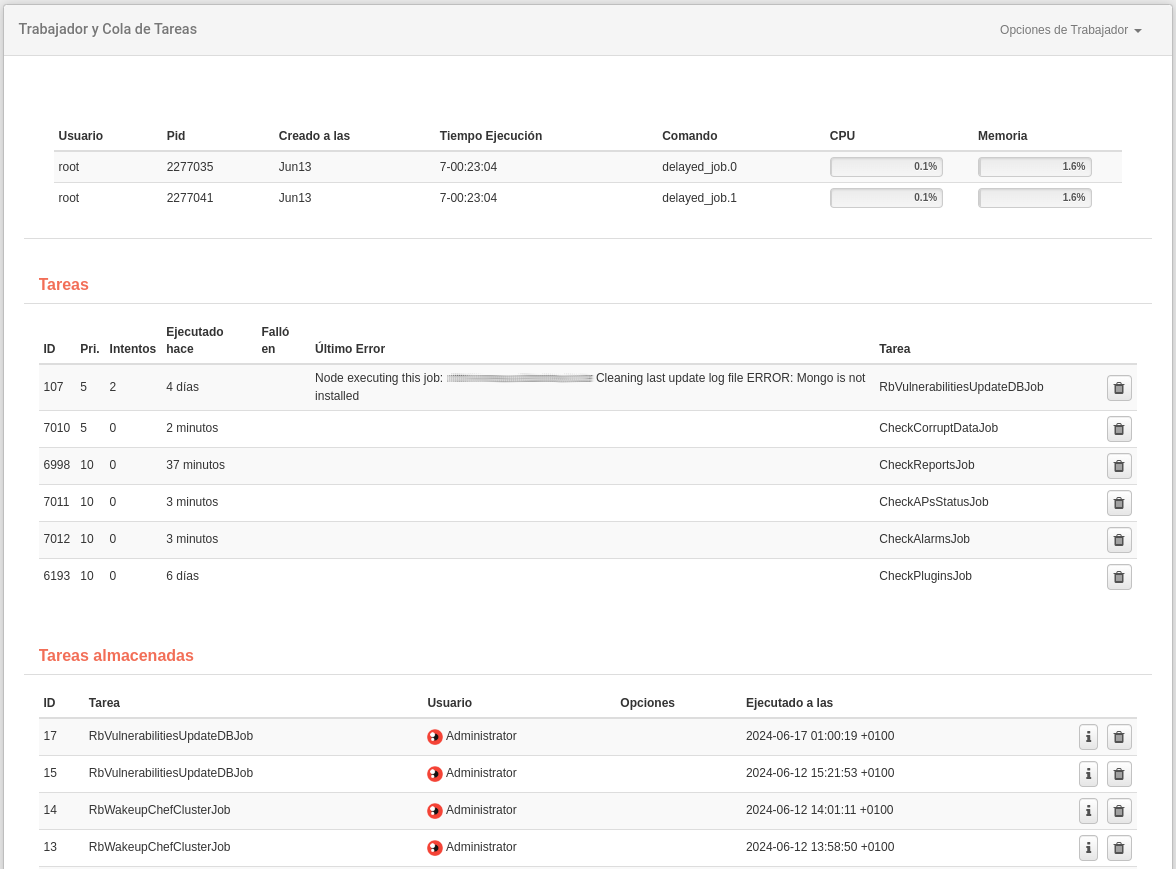 Trabajador y Cola de Tareas Opciones de Trabajador
Usuario Pid Creado a las Tiempo Ejecución Comando CPU Memoria
root 2277035 Jun13 7-00:23:04 delayed_job.0 0.1% 1.6%
root 2277041 Jun13 7-00:23:04 delayed_job.1 0.1% 1.6%
Tareas
ID Pri. Intentos Ejecutado hace Falló en Último Error Tarea
107 5 2 4 días Node executing this job: Cleaning last update log file ERROR: Mongo is not installed RbVulnerabilitiesUpdateDBJob
7010 5 0 2 minutos CheckCorruptDataJob
6998 10 0 37 minutos CheckReportsJob
7011 10 0 3 minutos CheckAPsStatusJob
7012 10 0 3 minutos CheckAlarmsJob
6193 10 0 6 días CheckPluginsJob
Tareas almacenadas
ID Tarea Usuario Opciones Ejecutado a las
17 RbVulnerabilitiesUpdateDBJob Administrator 2024-06-17 01:00:19 +0100
15 RbVulnerabilitiesUpdateDBJob Administrator 2024-06-12 15:21:53 +0100
14 RbWakeupChefClusterJob Administrator 2024-06-12 14:01:11 +0100
13 RbWakeupChefClusterJob Administrator 2024-06-12 13:58:50 +0100